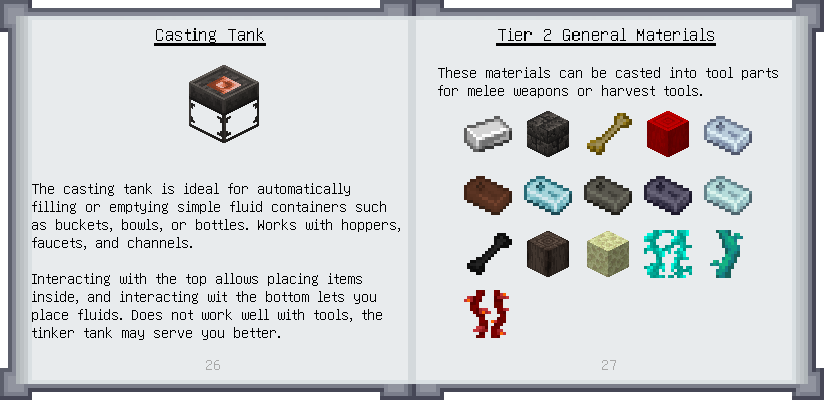 Casting Tank
The casting tank is ideal for automatically
filling or emptying simple fluid containers such
as buckets, bowls, or bottles. Works with hoppers,
faucets, and channels.
Interacting with the top allows placing items
inside, and interacting wit the bottom lets you
place fluids. Does not work well with tools, the
tinker tank may serve you better.
26
Tier 2 General Materials
These materials can be casted into tool parts
for melee weapons or harvest tools.
27